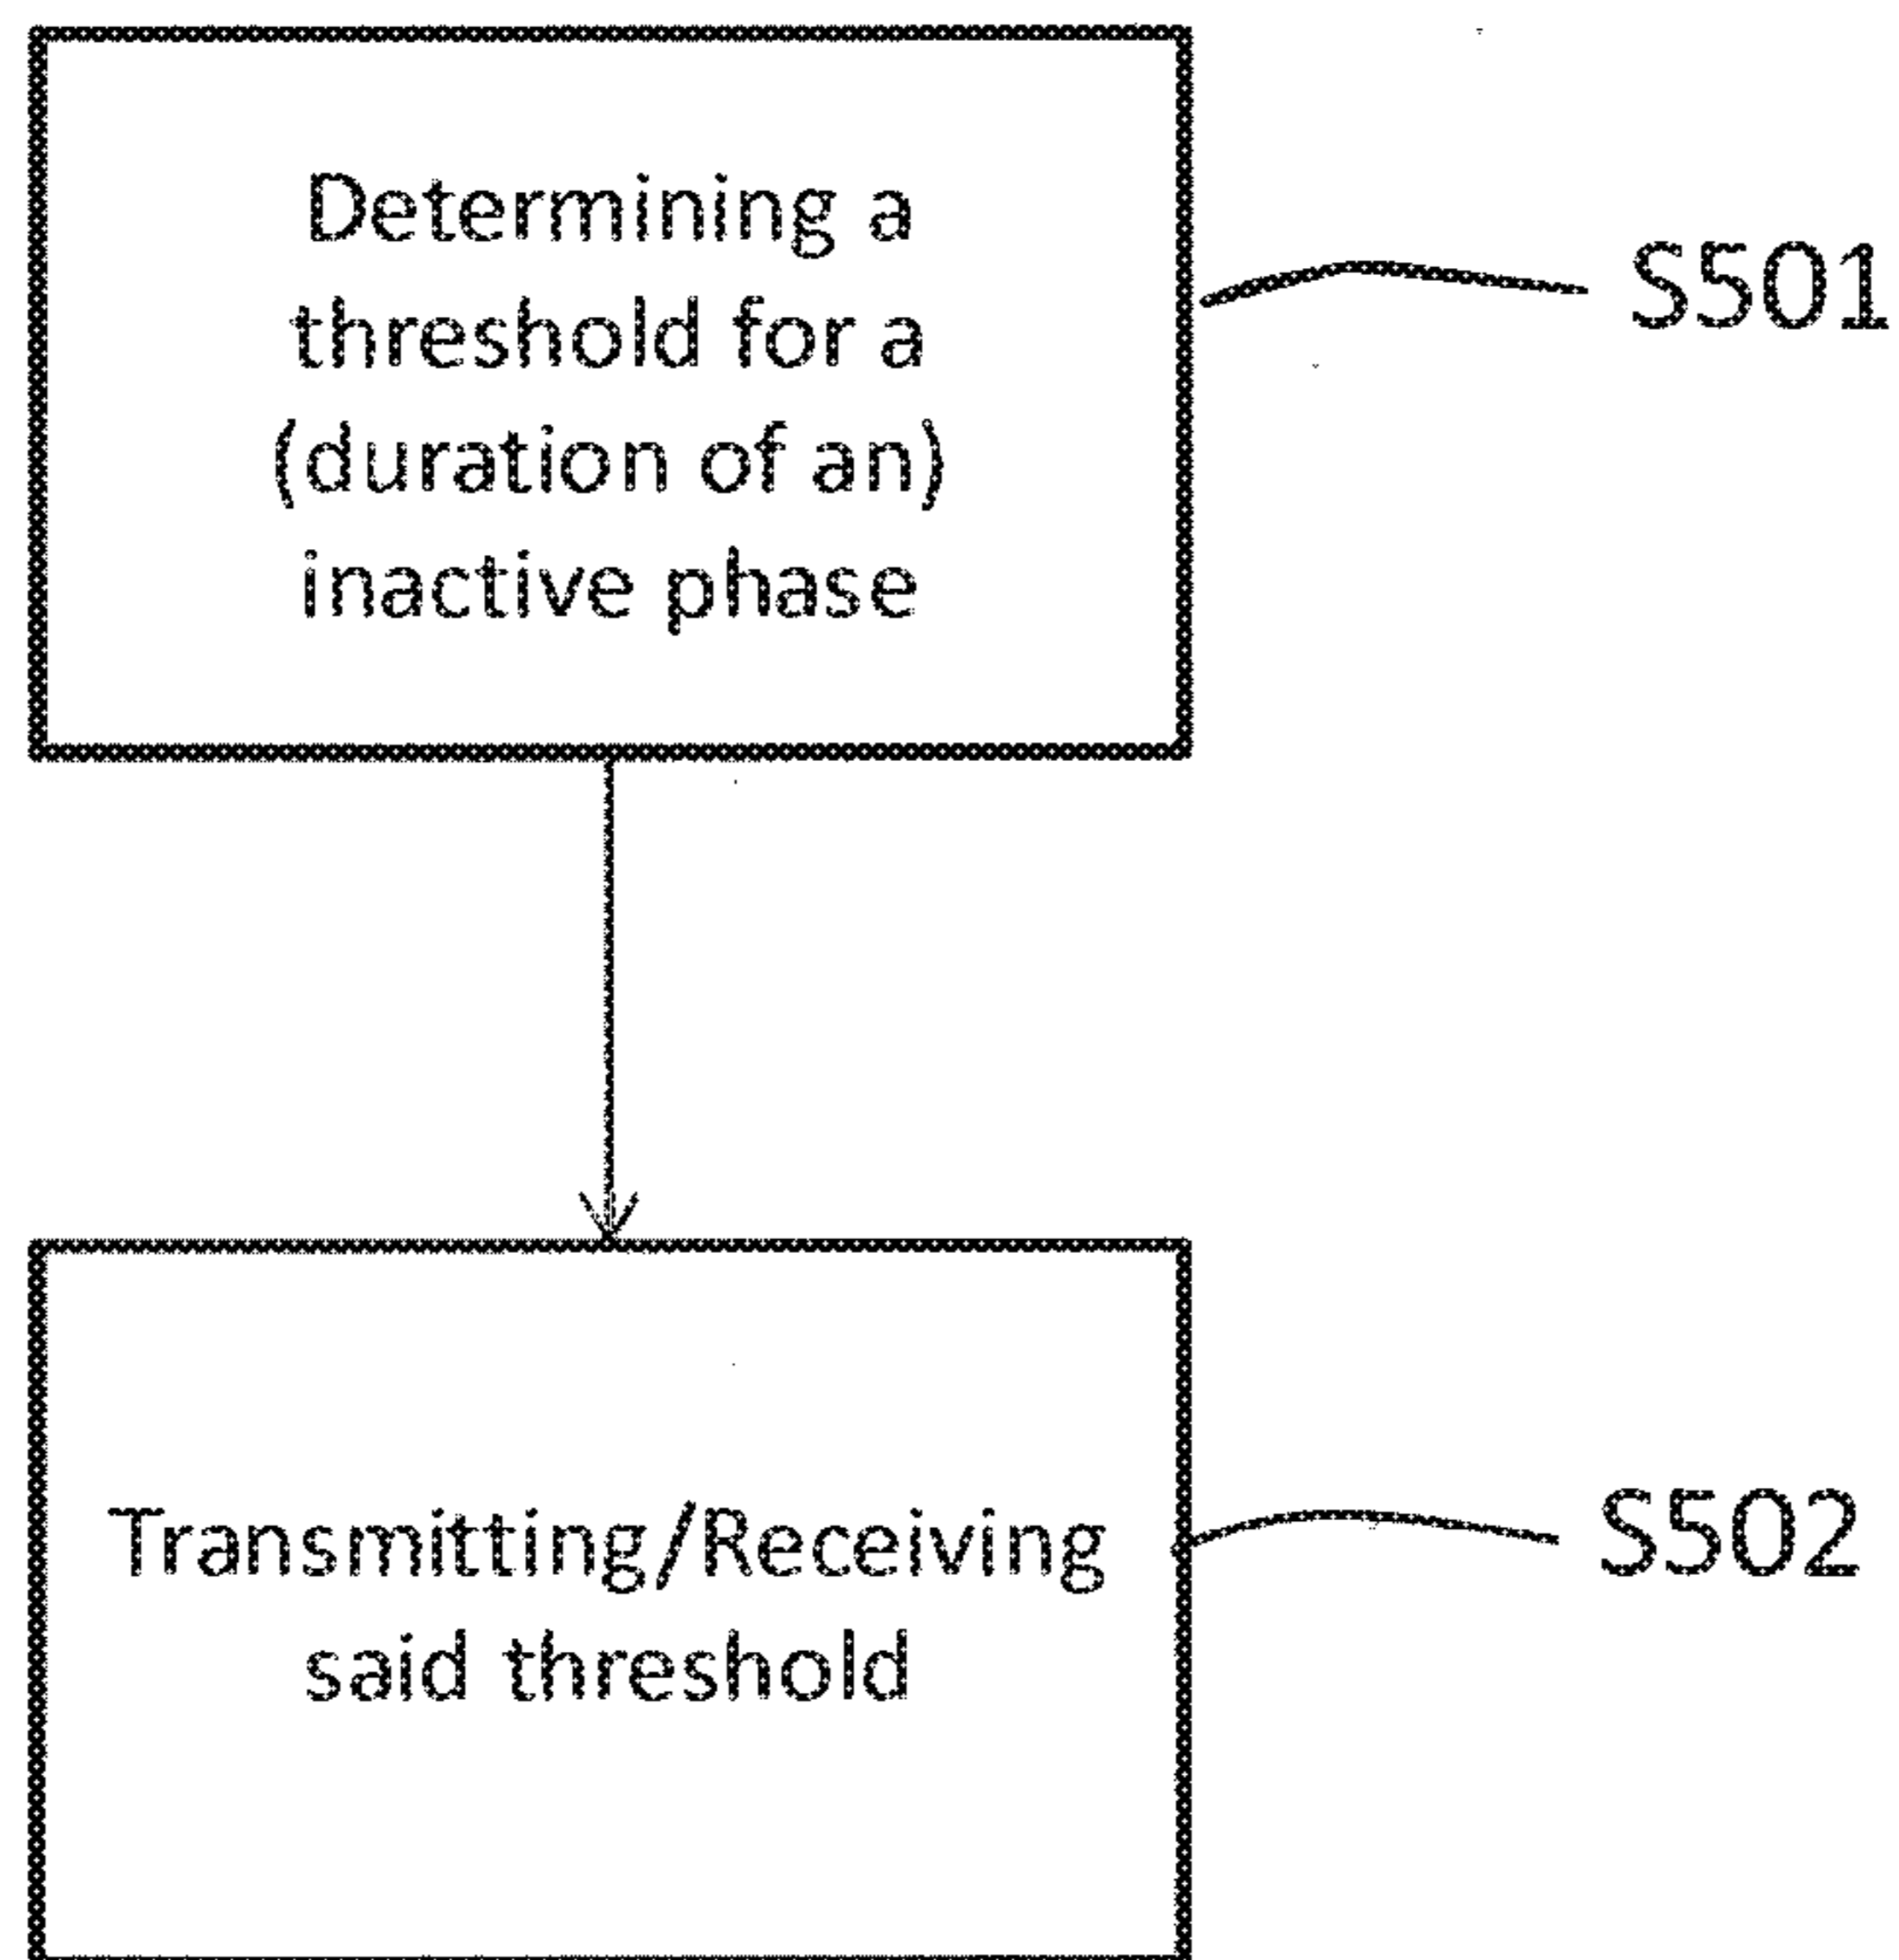 Determining a
threshold for a
(duration of an)
inactive phase
S501
Transmitting/Receiving
said threshold
S502